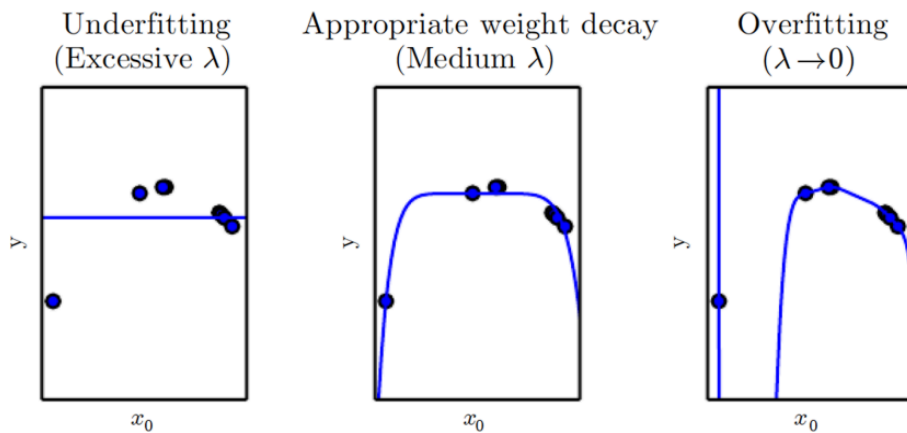 Underfitting
(Excessive λ)
Appropriate weight decay
(Medium λ)
Overfitting
(λ→0)
y
x₀
y
x₀
y
x₀